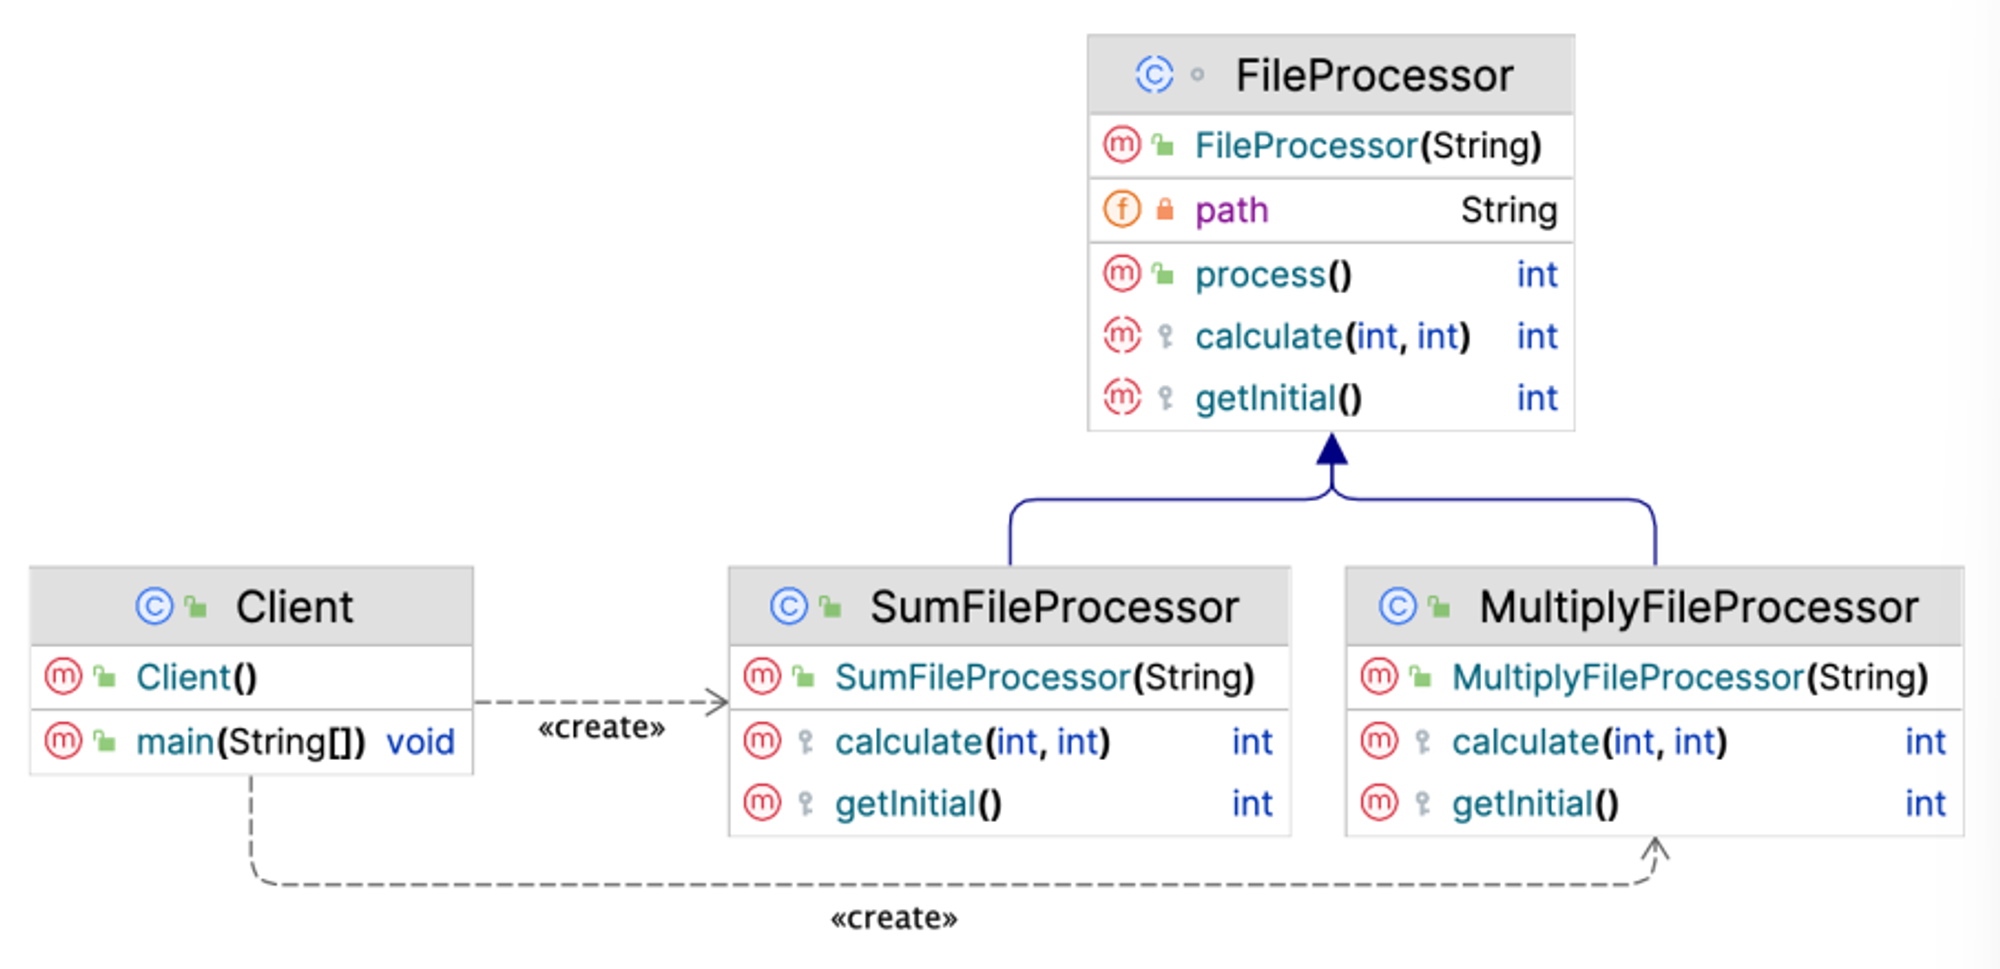 FileProcessor
FileProcessor(String)
path String
process() int
calculate(int, int) int
getInitial() int
Client
Client()
main(String[]) void
«create»
SumFileProcessor
SumFileProcessor(String)
calculate(int, int) int
getInitial() int
MultiplyFileProcessor
MultiplyFileProcessor(String)
calculate(int, int) int
getInitial() int
«create»